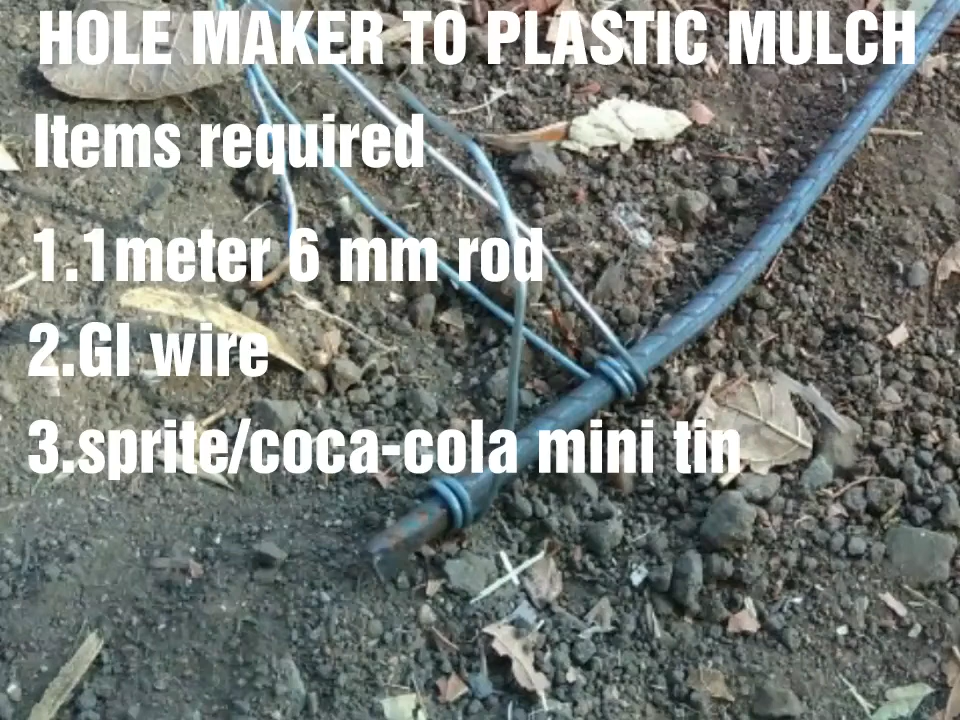 HOLE MAKER TO PLASTIC MULCH
Items required
1.1meter 6 mm rod
2.GI wire
3.sprite/coca-cola mini tin